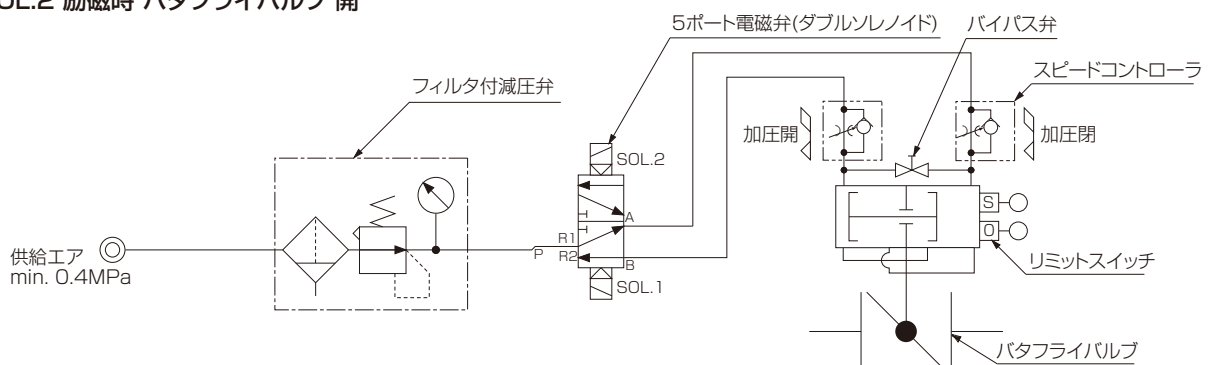 SOL.2 励磁時 バタフライバルブ 開
5ポート電磁弁(ダブルソレノイド)
バイパス弁
スピードコントローラ
フィルタ付減圧弁
加圧開
加圧閉
SOL.2
A
S
O
供給エア
min. 0.4MPa
R1
P
R2
B
リミットスイッチ
SOL.1
バタフライバルブ